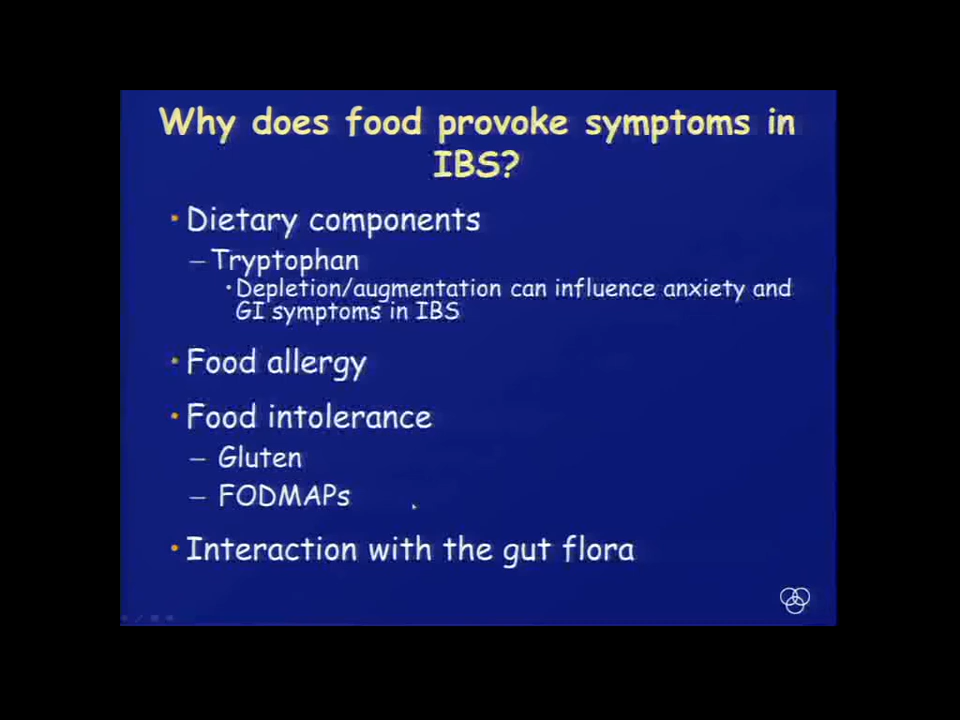 Why does food provoke symptoms in
IBS?
• Dietary components
– Tryptophan
• Depletion/augmentation can influence anxiety and
GI symptoms in IBS
• Food allergy
• Food intolerance
– Gluten
– FODMAPs
• Interaction with the gut flora